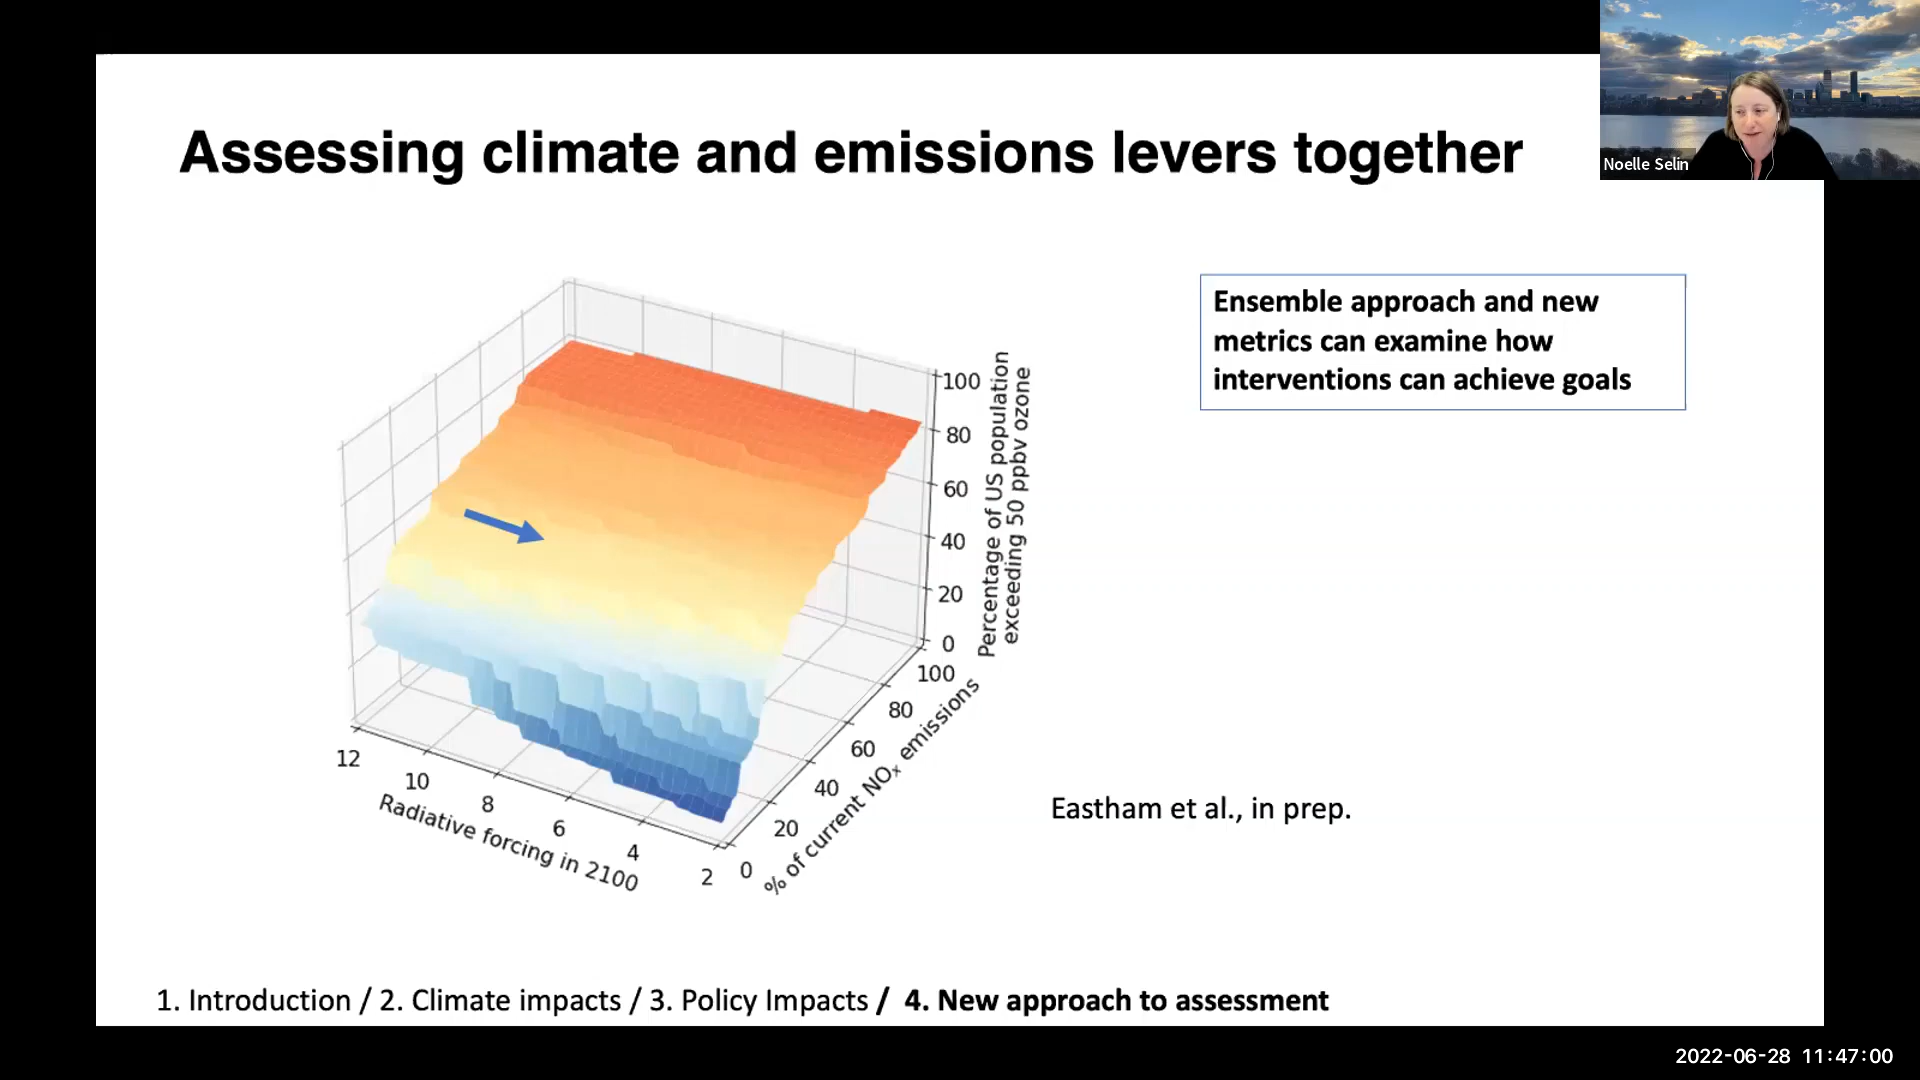 Assessing climate and emissions levers together
Noelle Selin
Ensemble approach and new
metrics can examine how
interventions can achieve goals
100
80
60
40
20
0
Percentage of US population
exceeding 50 ppbv ozone
100
80
60
40
20
0
% of current NOₓ emissions
12
10
8
6
4
2
Radiative forcing in 2100
Eastham et al., in prep.
1. Introduction / 2. Climate impacts / 3. Policy Impacts / 4. New approach to assessment
2022-06-28 11:47:00